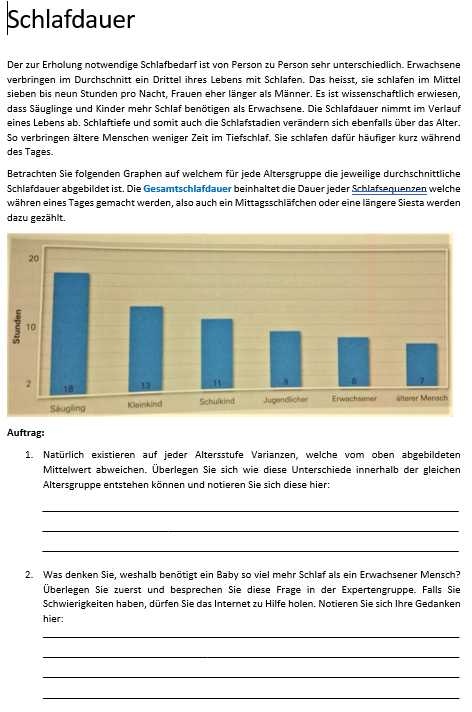 Schlafdauer
Der zur Erholung notwendige Schlafbedarf ist von Person zu Person sehr unterschiedlich. Erwachsene
verbringen im Durchschnitt ein Drittel ihres Lebens mit Schlafen. Das heisst, sie schlafen im Mittel
sieben bis neun Stunden pro Nacht, Frauen eher länger als Männer. Es ist wissenschaftlich erwiesen,
dass Säuglinge und Kinder mehr Schlaf benötigen als Erwachsene. Die Schlafdauer nimmt im Verlauf
eines Lebens ab. Schlaftiefe und somit auch die Schlafstadien verändern sich ebenfalls über das Alter.
So verbringen ältere Menschen weniger Zeit im Tiefschlaf. Sie schlafen dafür häufiger kurz während
des Tages.
Betrachten Sie folgenden Graphen auf welchem für jede Altersgruppe die jeweilige durchschnittliche
Schlafdauer abgebildet ist. Die Gesamtschlafdauer beinhaltet die Dauer jeder Schlafsequenzen welche
währen eines Tages gemacht werden, also auch ein Mittagsschläfchen oder eine längere Siesta werden
dazu gezählt.
20
Stunden
10
2
18 13 11 9 8 7
Säugling Kleinkind Schulkind Jugendlicher Erwachsener älterer Mensch
Auftrag:
1. Natürlich existieren auf jeder Altersstufe Varianzen, welche vom oben abgebildeten
Mittelwert abweichen. Überlegen Sie sich wie diese Unterschiede innerhalb der gleichen
Altersgruppe entstehen können und notieren Sie sich diese hier:
2. Was denken Sie, weshalb benötigt ein Baby so viel mehr Schlaf als ein Erwachsener Mensch?
Überlegen Sie zuerst und besprechen Sie diese Frage in der Expertengruppe. Falls Sie
Schwierigkeiten haben, dürfen Sie das Internet zu Hilfe holen. Notieren Sie sich Ihre Gedanken
hier: